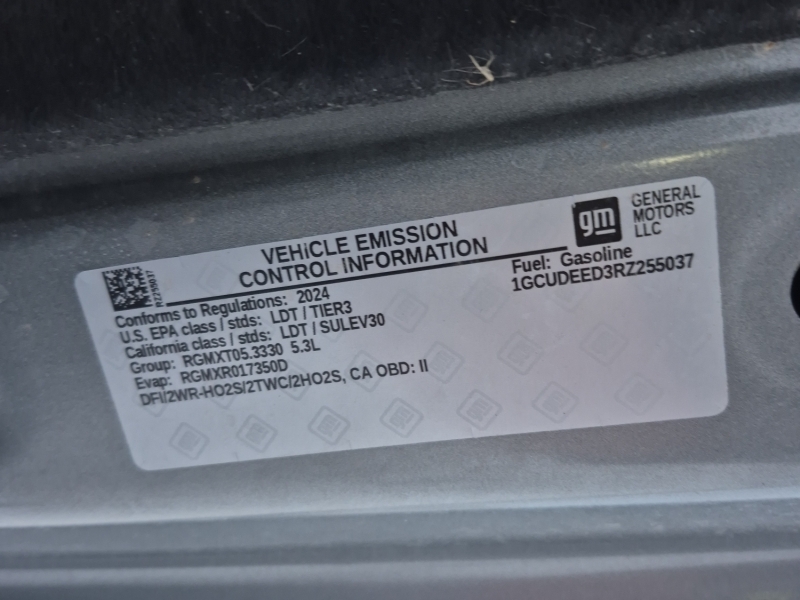 VEHICLE EMISSION
CONTROL INFORMATION
gm
GENERAL
MOTORS
LLC
RZ255037
Conforms to Regulations: 2024
U.S. EPA class / stds: LDT / TIER3
California class / stds: LDT / SULEV30
Group: RGMXT05.3330 5.3L
Evap: RGMXR017350D
DFI/2WR-HO2S/2TWC/2HO2S, CA OBD: II
Fuel: Gasoline
1GCUDEED3RZ255037